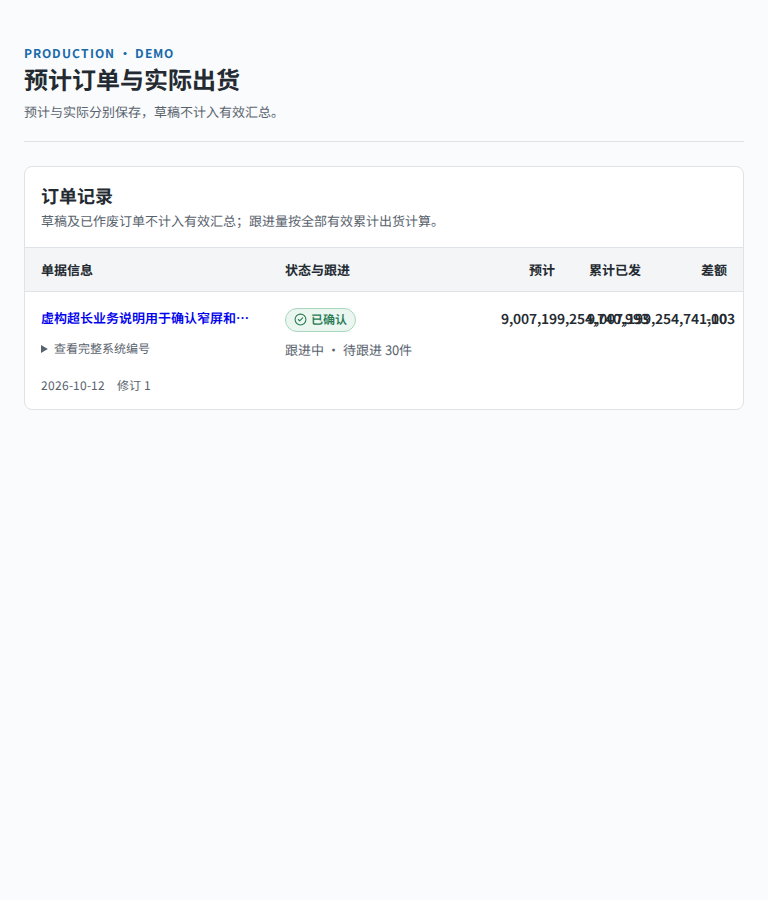 PRODUCTION · DEMO
预计订单与实际出货
预计与实际分别保存，草稿不计入有效汇总。
订单记录
草稿及已作废订单不计入有效汇总；跟进量按全部有效累计出货计算。
单据信息 状态与跟进 预计 累计已发 差额
虚构超长业务说明用于确认窄屏和… 已确认
查看完整系统编号 跟进中 · 待跟进 30件
2026-10-12 修订 1